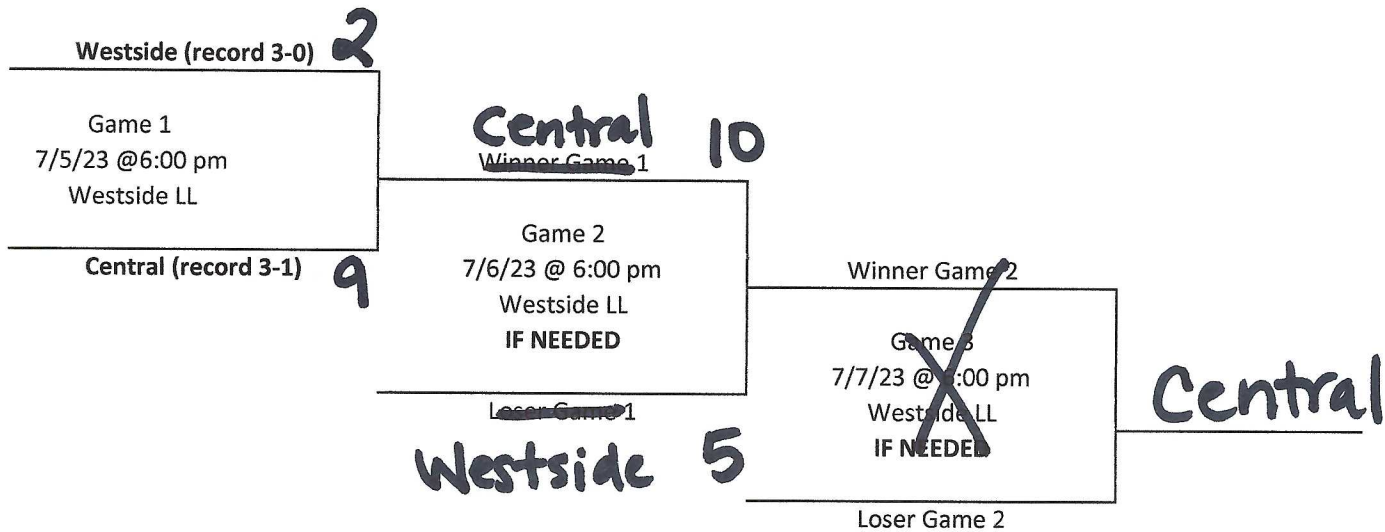 Westside (record 3-0) 2
Game 1
7/5/23 @6:00 pm
Westside LL
Central (record 3-1) 9
Central 10
Winner Game 1
Game 2
7/6/23 @ 6:00 pm
Westside LL
IF NEEDED
Loser Game 1
Westside 5
Winner Game 2
Game 3
7/7/23 @ 6:00 pm
Westside LL
IF NEEDED
Loser Game 2
Central